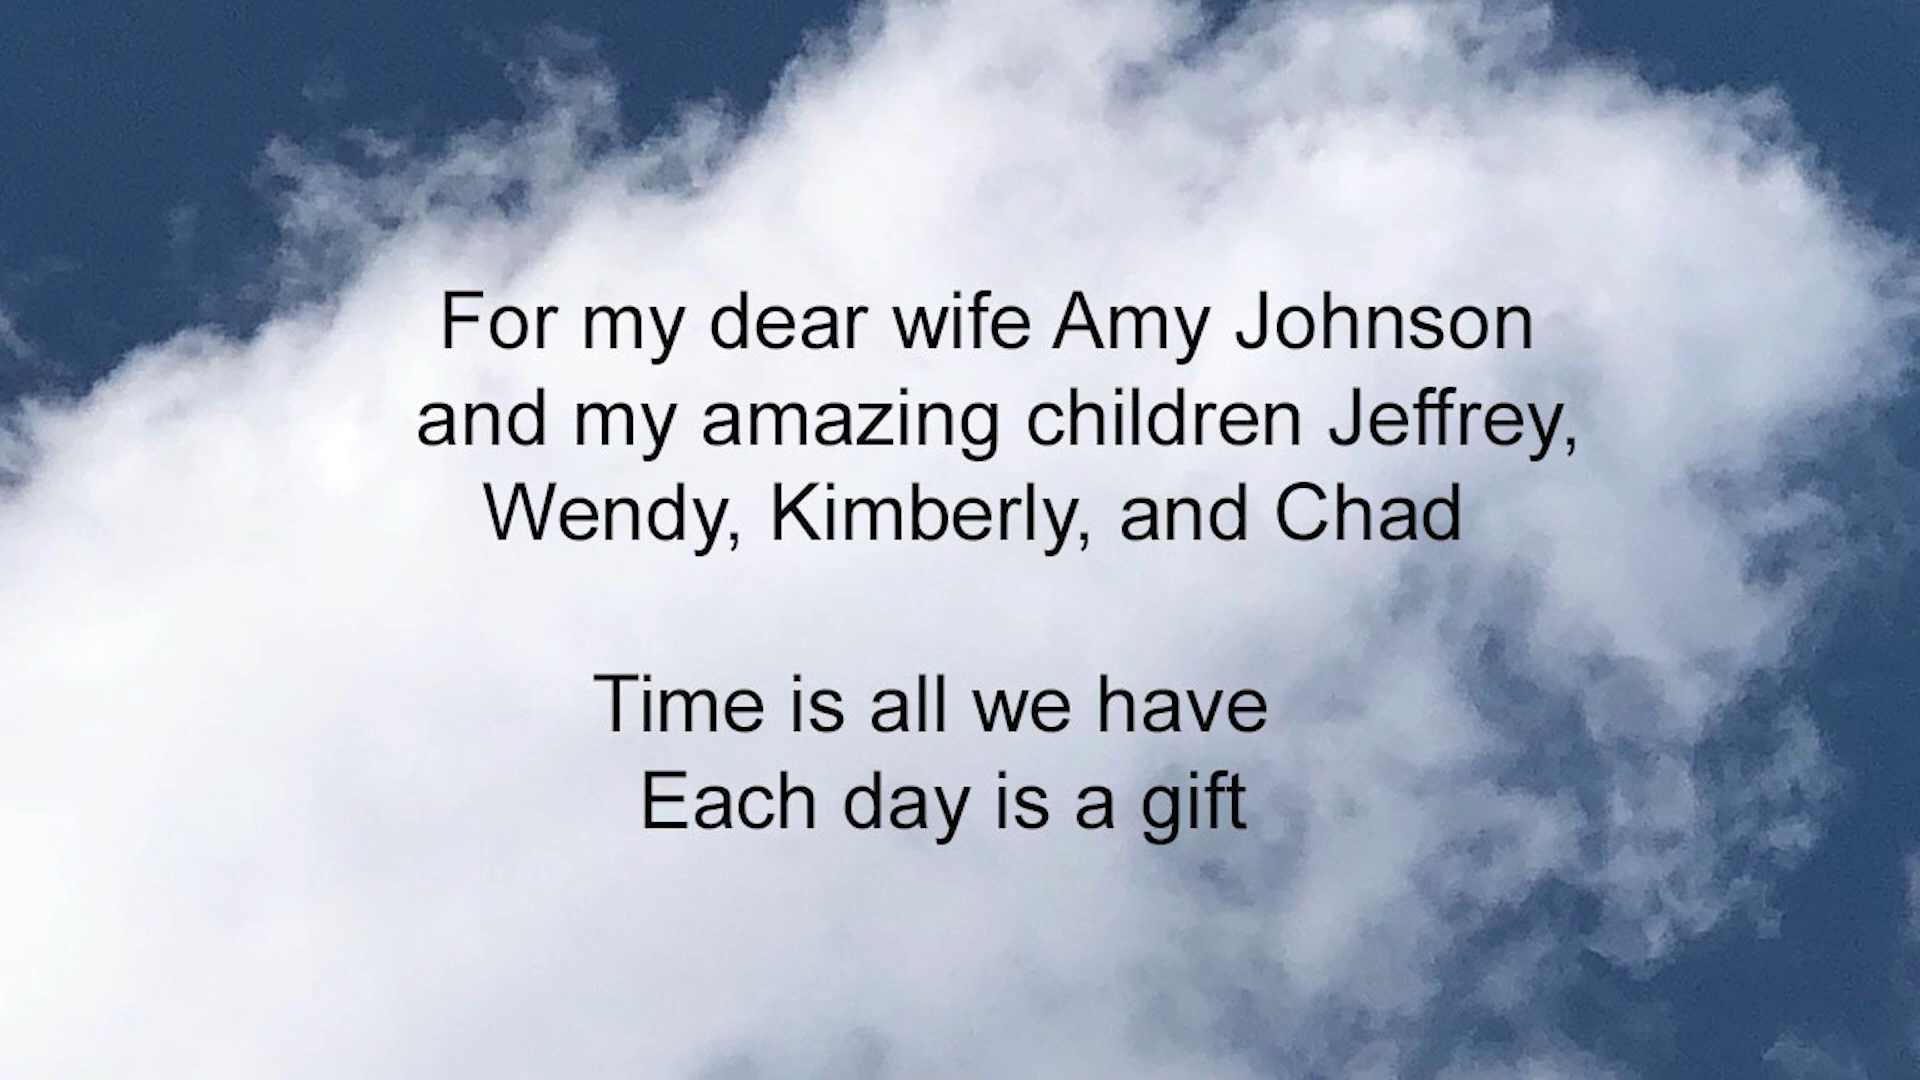 For my dear wife Amy Johnson
and my amazing children Jeffrey,
Wendy, Kimberly, and Chad
Time is all we have
Each day is a gift